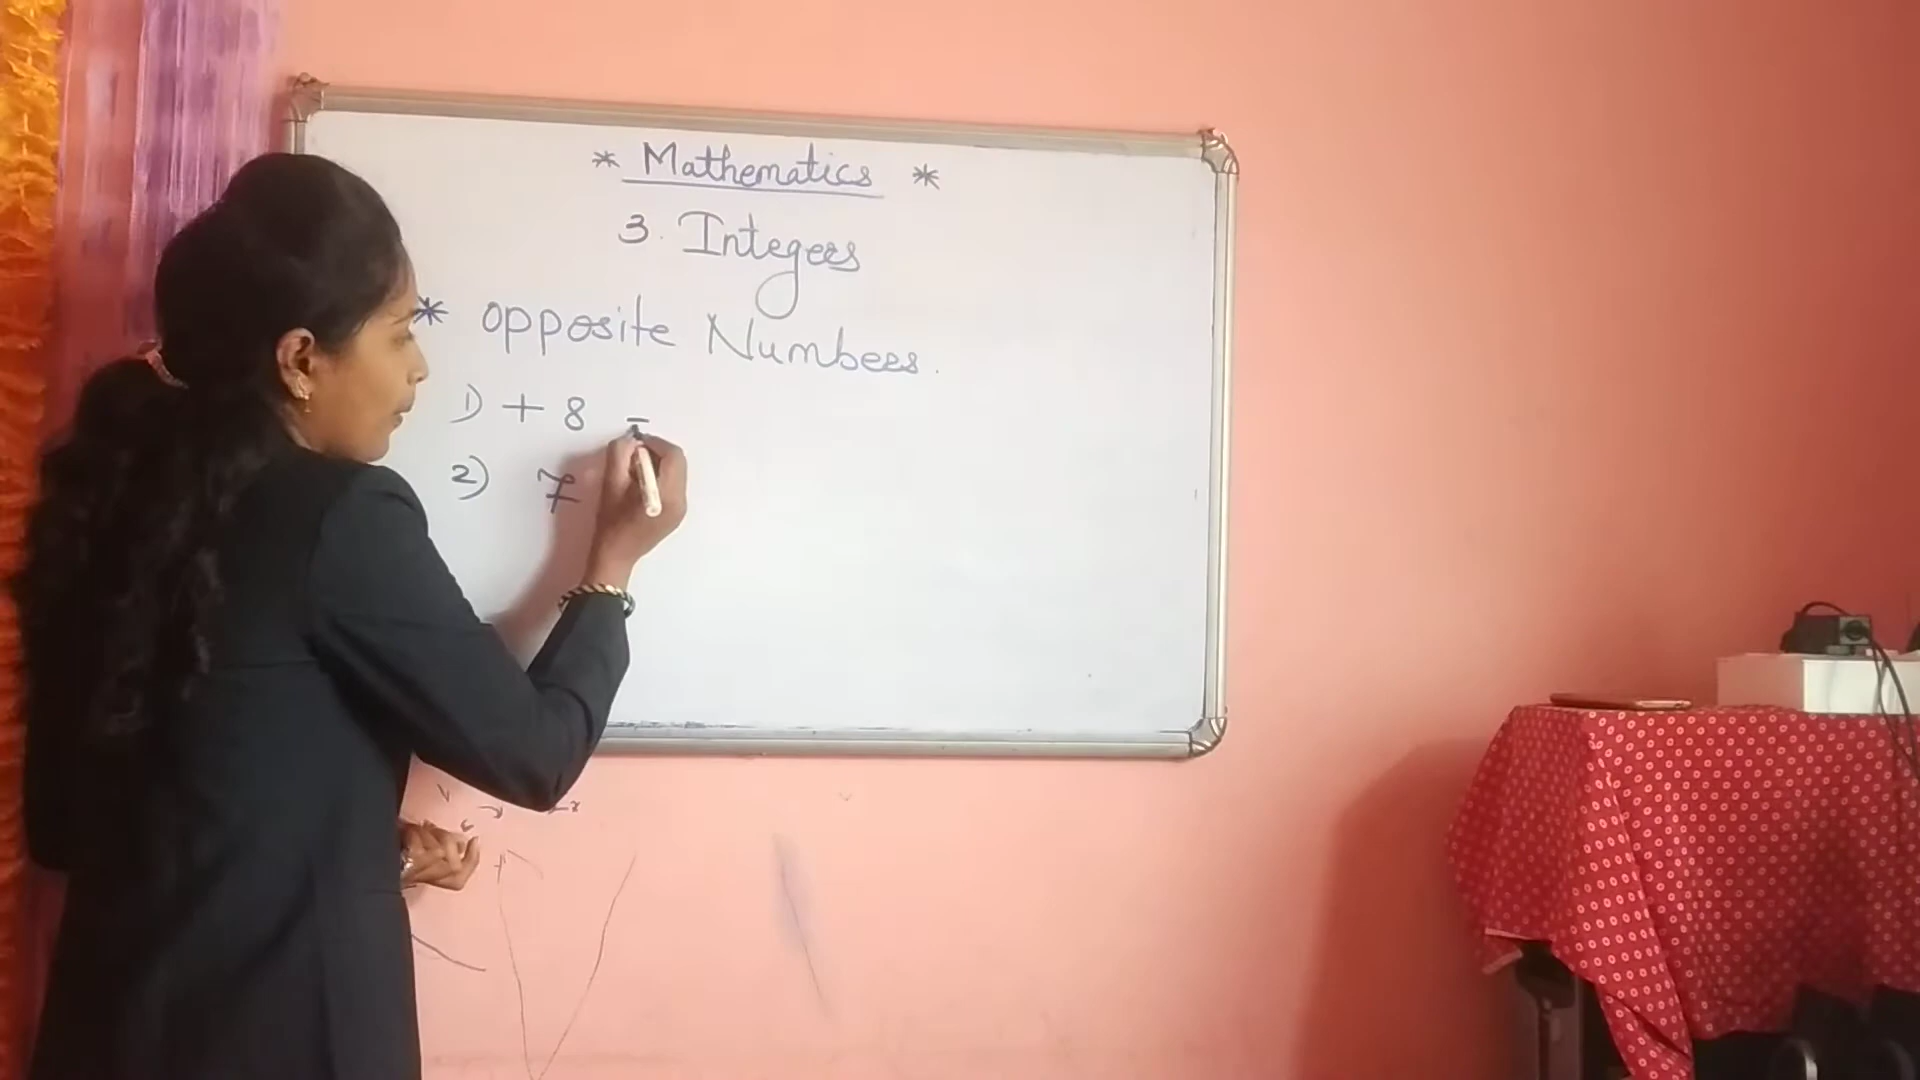 * Mathematics *
3. Integers
* opposite Numbers.
1) + 8 =
2) 7